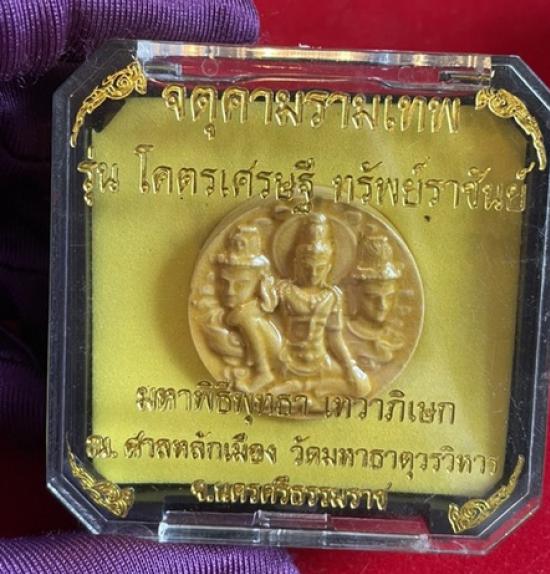 จตุคามรามเทพ
รุ่น โคตรเศรษฐี ทรัพย์ราชันย์
มหาพิธีพุทธา เทวาภิเษก
ณ. ศาลหลักเมือง วัดมหาธาตุวรวิหาร
จ.นครศรีธรรมราช